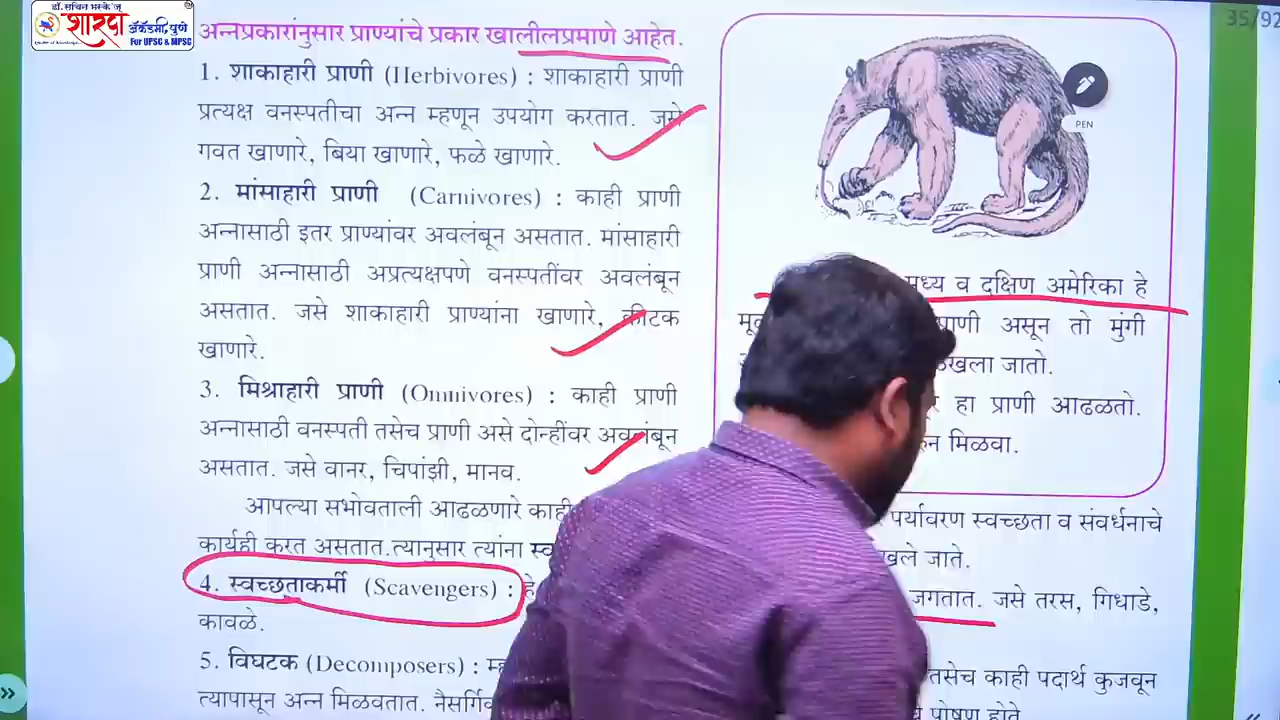 डॉ. सचिन भस्के'ज्
शारदा
ॲकॅडमी, पुणे
For UPSC & MPSC
35/92
अन्नप्रकारांनुसार प्राण्यांचे प्रकार खालीलप्रमाणे आहेत.
1. शाकाहारी प्राणी (Herbivores) : शाकाहारी प्राणी
प्रत्यक्ष वनस्पतीचा अन्न म्हणून उपयोग करतात. जसे
गवत खाणारे, बिया खाणारे, फळे खाणारे.
2. मांसाहारी प्राणी (Carnivores) : काही प्राणी
अन्नासाठी इतर प्राण्यांवर अवलंबून असतात. मांसाहारी
प्राणी अन्नासाठी अप्रत्यक्षपणे वनस्पतींवर अवलंबून
असतात. जसे शाकाहारी प्राण्यांना खाणारे, कीटक
खाणारे.
3. मिश्राहारी प्राणी (Omnivores) : काही प्राणी
अन्नासाठी वनस्पती तसेच प्राणी असे दोन्हींवर अवलंबून
असतात. जसे वानर, चिपांझी, मानव.
PEN
मध्य व दक्षिण अमेरिका हे
प्राणी असून तो मुंगी
जातो.
हा प्राणी आढळतो.
मिळवा.
आपल्या सभोवताली आढळणारे काही पर्यावरण स्वच्छता व संवर्धनाचे
कार्यही करत असतात.त्यानुसार त्यांना जाते.
4. स्वच्छताकर्मी (Scavengers) : हे जगतात. जसे तरस, गिधाडे,
कावळे.
5. विघटक (Decomposers) : तसेच काही पदार्थ कुजवून
त्यापासून अन्न मिळवतात. पोषण होते